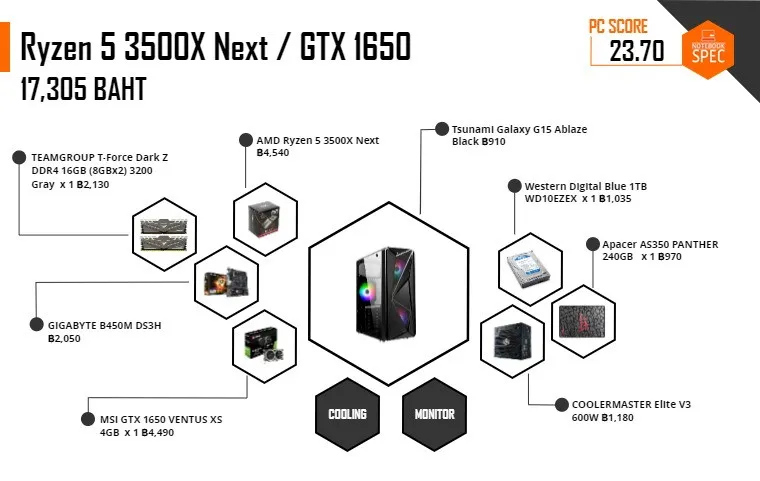 Ryzen 5 3500X Next / GTX 1650
17,305 BAHT
PC SCORE
23.70
NOTEBOOK
SPEC
TEAMGROUP T-Force Dark Z
DDR4 16GB (8GBx2) 3200
Gray x 1 ฿2,130
AMD Ryzen 5 3500X Next
฿4,540
Tsunami Galaxy G15 Ablaze
Black ฿910
Western Digital Blue 1TB
WD10EZEX x 1 ฿1,035
Apacer AS350 PANTHER
240GB x 1 ฿970
GIGABYTE B450M DS3H
฿2,050
MSI GTX 1650 VENTUS XS
4GB x 1 ฿4,490
COOLING
MONITOR
COOLERMASTER Elite V3
600W ฿1,180